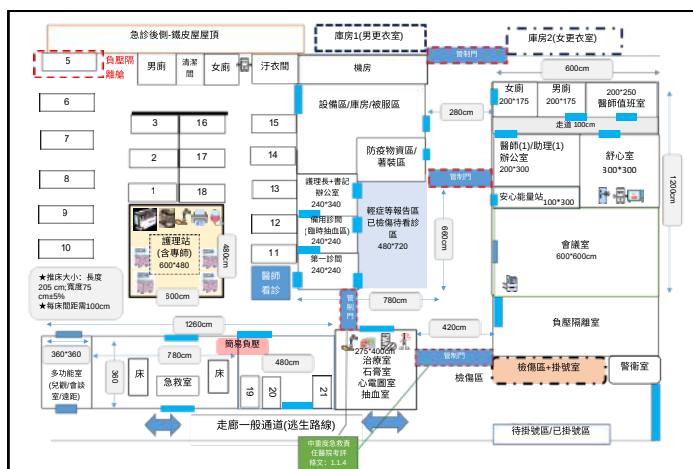 急診後側-鐵皮屋屋頂
庫房1(男更衣室)
庫房2(女更衣室)
管制門
5
負壓隔
離艙
男廁
清潔
間
女廁
汙衣間
機房
600cm
6
7
8
9
10
3
16
2
17
1
18
15
14
13
12
11
設備區/庫房/被服區
280cm
女廁
200*175
男廁
200*175
200*250
醫師值班室
走道 100cm
防疫物資區/
著裝區
管制門
醫師(1)/助理(1)
辦公室
200*300
舒心室
300*300
1200cm
護理長+書記
辦公室
240*340
備用診間
(臨時抽血區)
240*240
第一診間
240*240
輕症等報告區
已檢傷待看診
區
480*720
安心能量站
100*300
660cm
護理站
(含專師)
600*480
480cm
600cm
醫師
看診
會議室
600*600cm
★推床大小：長度
205 cm;寬度75
cm±5%
★每床間距需100cm
管
制
門
780cm
1260cm
420cm
負壓隔離室
簡易負壓
360*360
780cm
480cm
360
多功能室
(兒觀/會談
室/遠距)
床
急救室
床
19
20
21
275*400cm
治療室
石膏室
心電圖室
抽血室
管制門
檢傷區
檢傷區+掛號室
警衛室
走廊一般通道(逃生路線)
中重度急救責
任醫院考評
條文：1.1.4
待掛號區/已掛號區